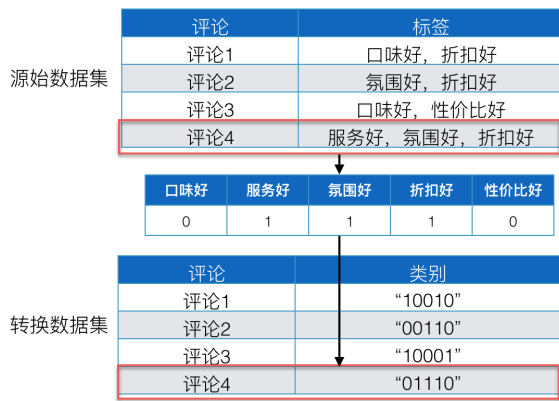 评论 标签
评论1 口味好，折扣好
源始数据集
评论2 氛围好，折扣好
评论3 口味好，性价比好
评论4 服务好，氛围好，折扣好
口味好 服务好 氛围好 折扣好 性价比好
0 1 1 1 0
评论 类别
评论1 “10010”
转换数据集
评论2 “00110”
评论3 “10001”
评论4 “01110”